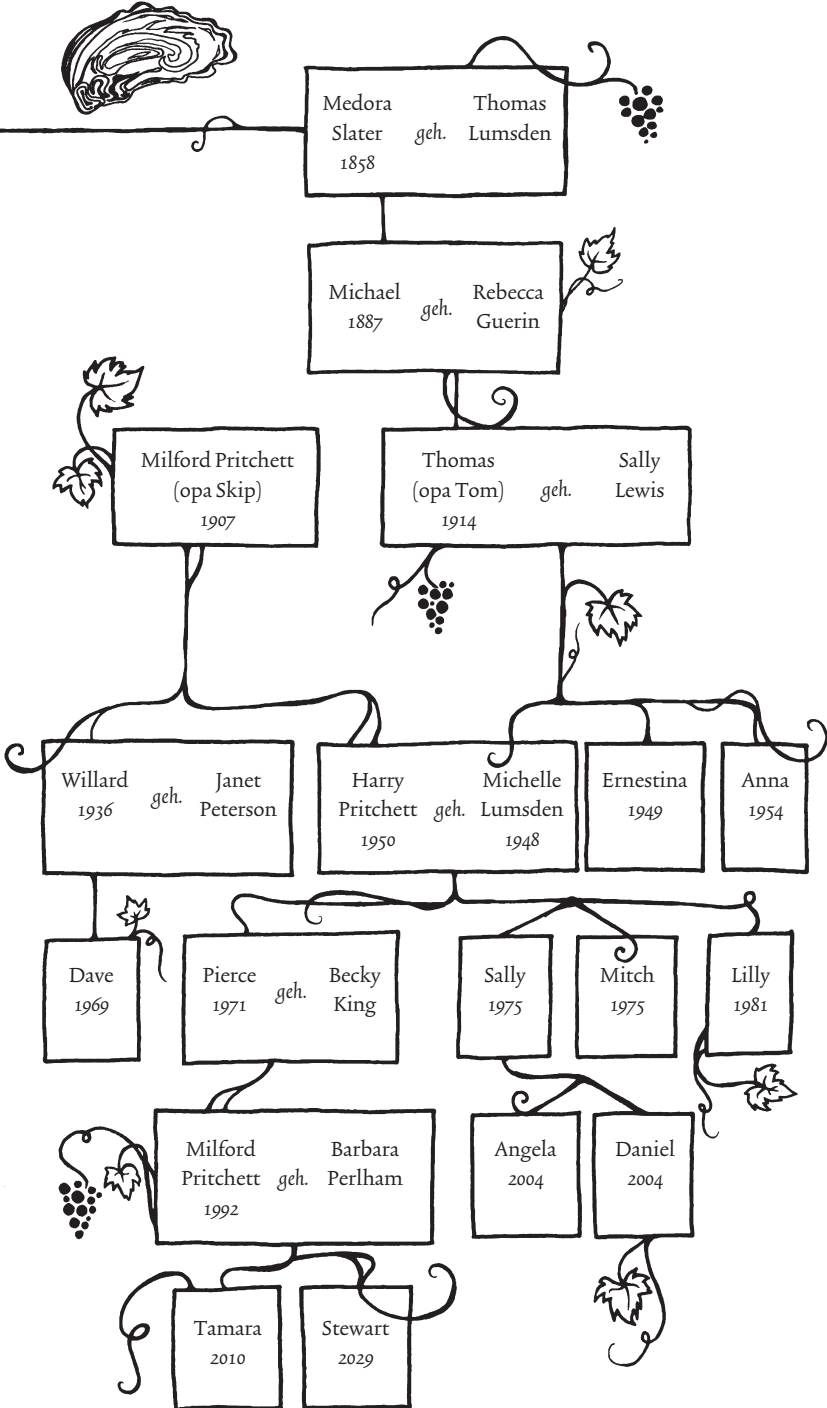 Medora
Slater
1858
geh.
Thomas
Lumsden
Michael
1887
geh.
Rebecca
Guerin
Milford Pritchett
(opa Skip)
1907
Thomas
(opa Tom)
1914
geh.
Sally
Lewis
Willard
1936
geh.
Janet
Peterson
Harry
Pritchett
1950
geh.
Michelle
Lumsden
1948
Ernestina
1949
Anna
1954
Dave
1969
Pierce
1971
geh.
Becky
King
Sally
1975
Mitch
1975
Lilly
1981
Milford
Pritchett
1992
geh.
Barbara
Perlham
Angela
2004
Daniel
2004
Tamara
2010
Stewart
2029